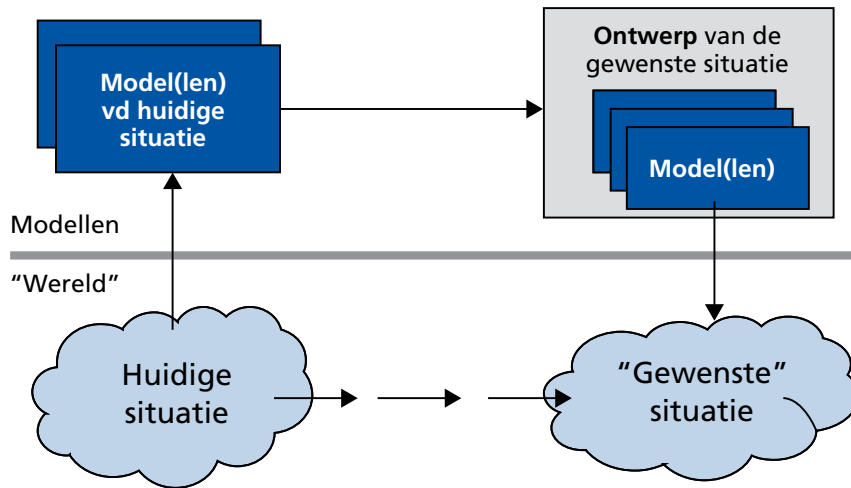 Model(len)
vd huidige
situatie
Ontwerp van de
gewenste situatie
Model(len)
Modellen
“Wereld”
Huidige
situatie
“Gewenste”
situatie